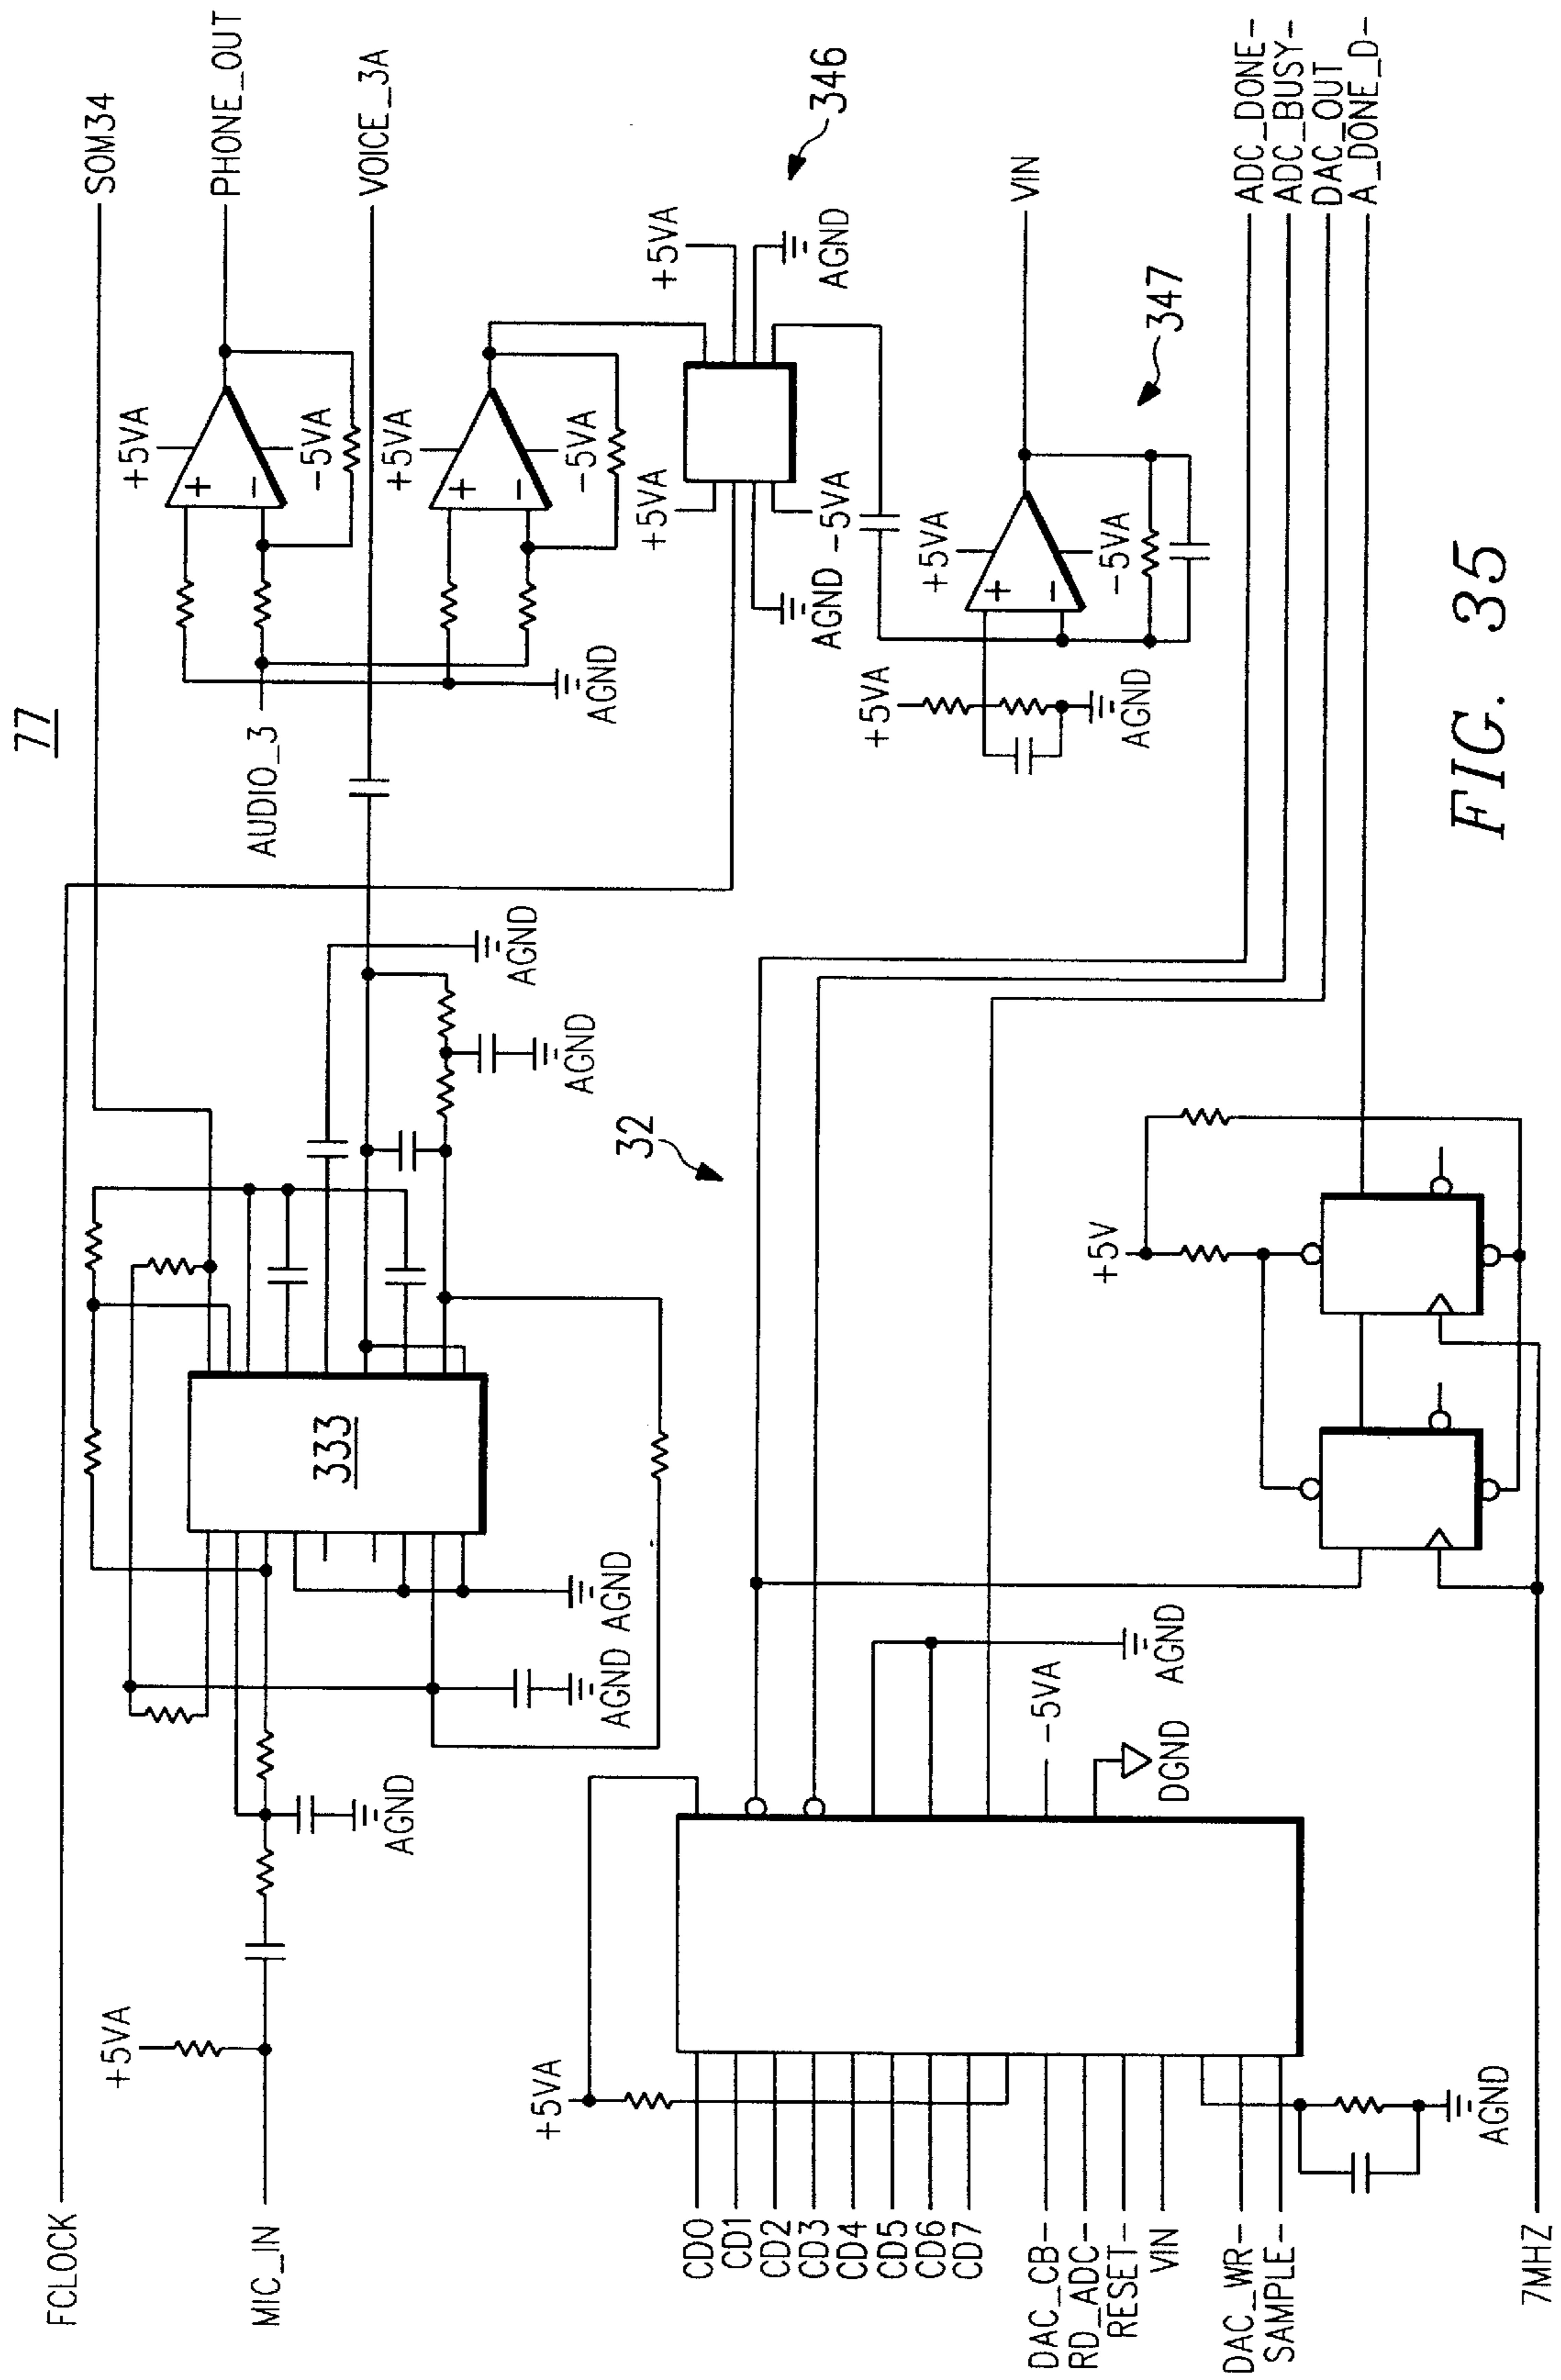 77
FCLOCK
SOM34
+5VA
MIC_IN
AGND
333
AGND
AGND
AGND
AGND
AUDIO_3
AGND
+5VA
-5VA
PHONE_OUT
VOICE_3A
+5VA
-5VA
+5VA
AGND
-5VA
+5VA
AGND
346
+5VA
AGND
+5VA
-5VA
VIN
347
32
+5VA
CD0
CD1
CD2
CD3
CD4
CD5
CD6
CD7
DAC_CB-
RD_ADC-
RESET-
VIN
DAC_WR-
SAMPLE-
AGND
-5VA
DGND
AGND
+5V
7MHZ
ADC_DONE-
ADC_BUSY-
DAC_OUT
A_DONE_D-
FIG. 35